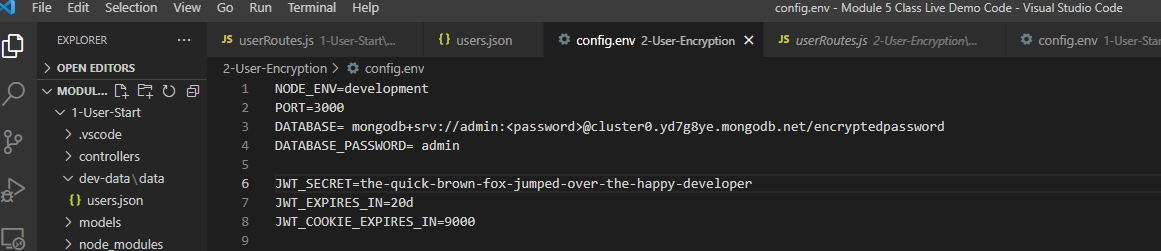 File Edit Selection View Go Run Terminal Help config.env - Module 5 Class Live Demo Code - Visual Studio Code
EXPLORER ···
JS userRoutes.js 1-User-Start\...
{} users.json
config.env 2-User-Encryption ×
JS userRoutes.js 2-User-Encryption\...
config.env 1-User-Star
OPEN EDITORS
2-User-Encryption > config.env
MODUL...
1-User-Start
.vscode
controllers
dev-data\data
{} users.json
models
node_modules
1 NODE_ENV=development
2 PORT=3000
3 DATABASE= mongodb+srv://admin:<password>@cluster0.yd7g8ye.mongodb.net/encryptedpassword
4 DATABASE_PASSWORD= admin
5
6 JWT_SECRET=the-quick-brown-fox-jumped-over-the-happy-developer
7 JWT_EXPIRES_IN=20d
8 JWT_COOKIE_EXPIRES_IN=9000
9